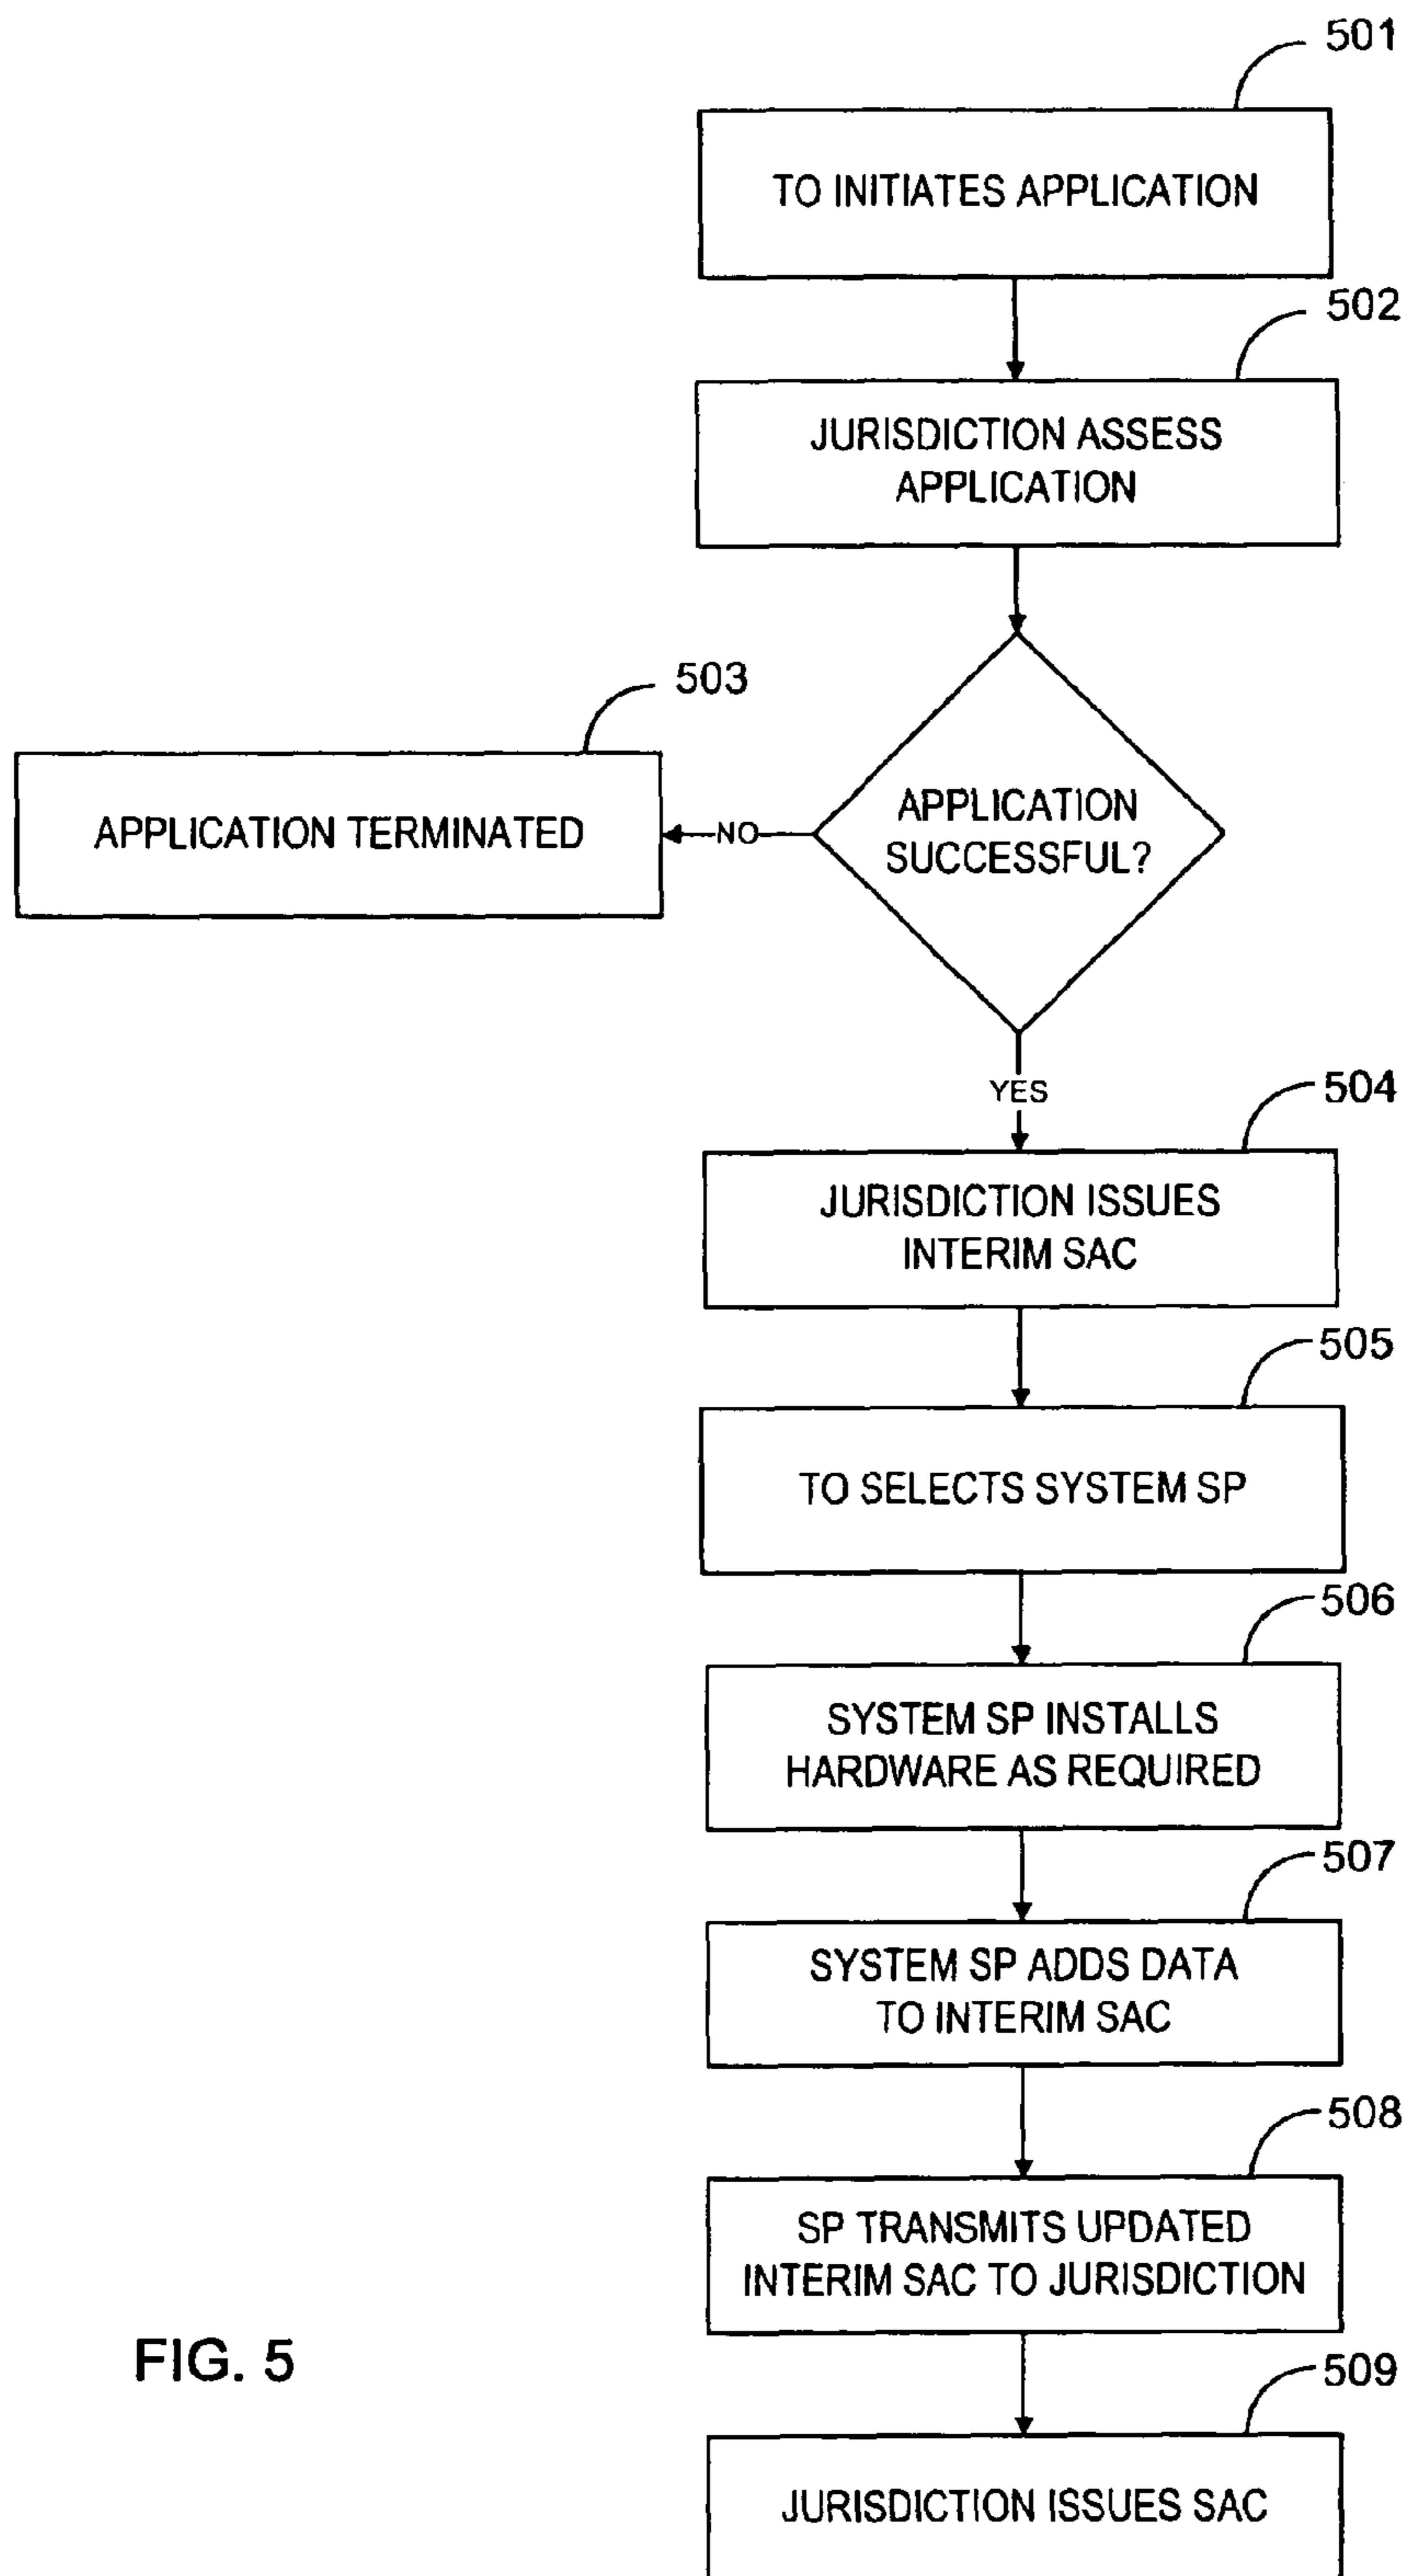 501
TO INITIATES APPLICATION
502
JURISDICTION ASSESS
APPLICATION
503
APPLICATION TERMINATED
NO
APPLICATION
SUCCESSFUL?
YES
504
JURISDICTION ISSUES
INTERIM SAC
505
TO SELECTS SYSTEM SP
506
SYSTEM SP INSTALLS
HARDWARE AS REQUIRED
507
SYSTEM SP ADDS DATA
TO INTERIM SAC
508
SP TRANSMITS UPDATED
INTERIM SAC TO JURISDICTION
FIG. 5
509
JURISDICTION ISSUES SAC